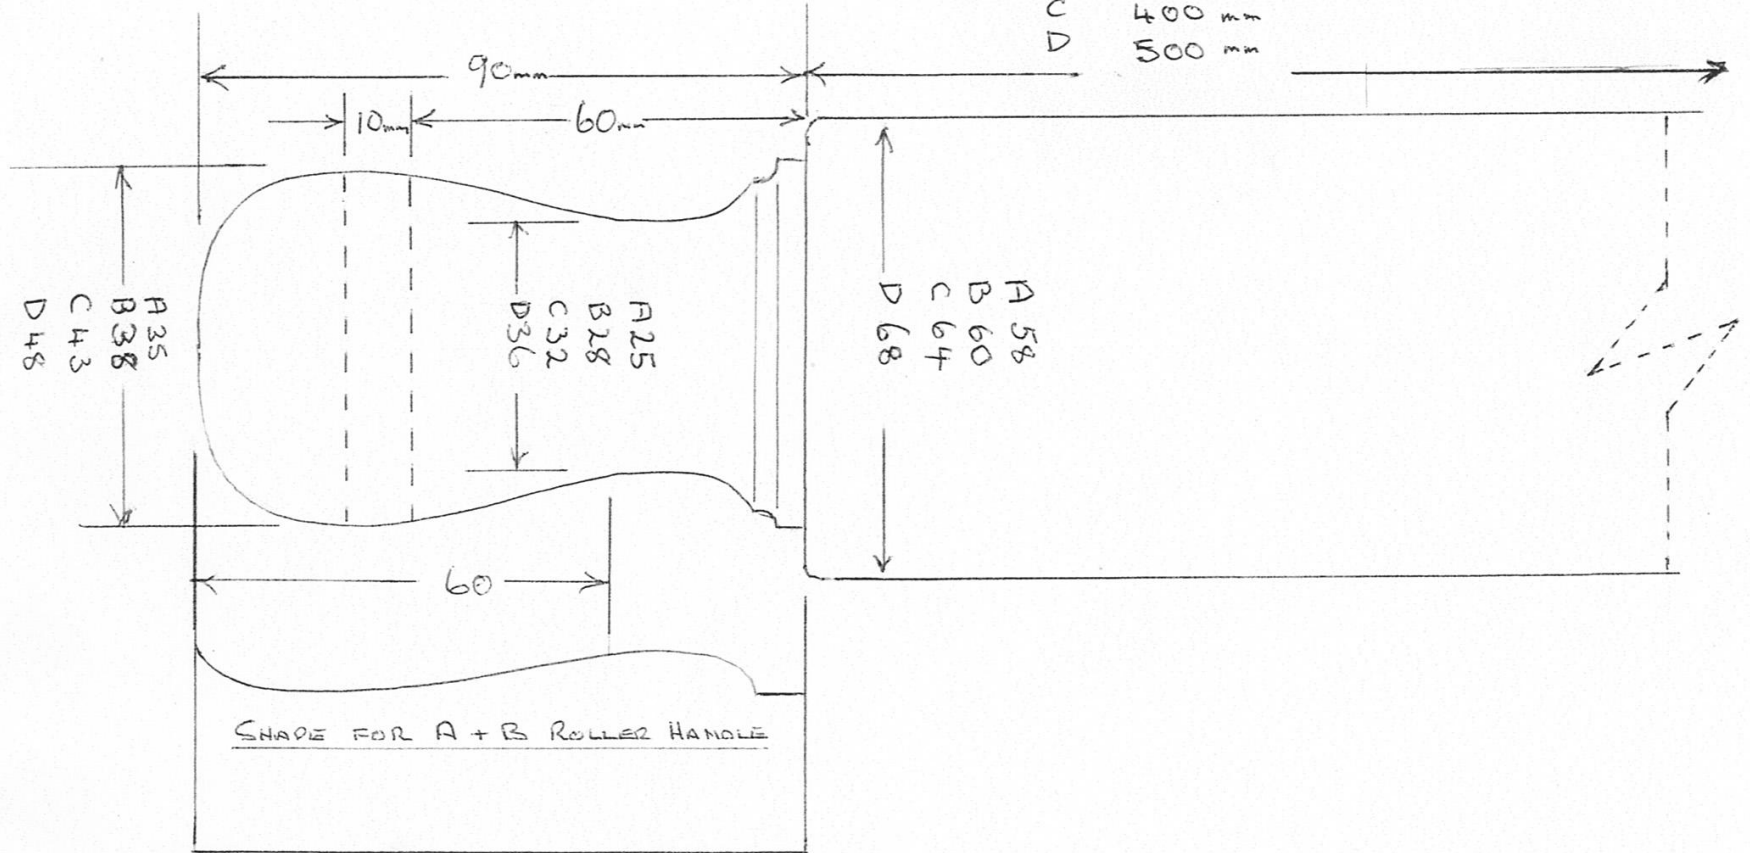 C 400 mm
D 500 mm
90mm
10mm
60mm
A 35
B 38
C 43
D 48
A 25
B 28
C 32
D 36
A 58
B 60
C 64
D 68
60
SHAPE FOR A + B ROLLER HANDLE